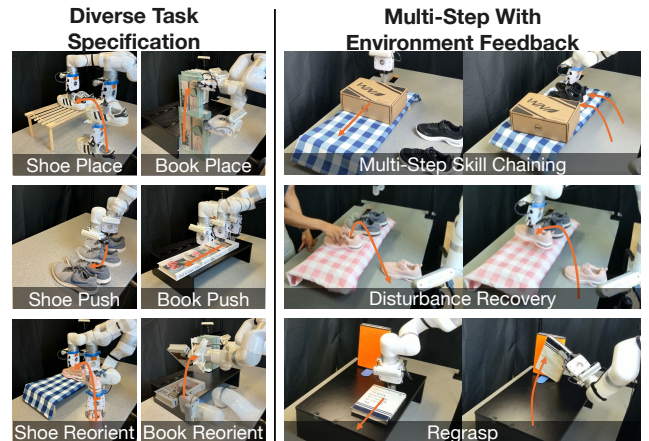 Diverse Task
Specification
Multi-Step With
Environment Feedback
Shoe Place
Book Place
Multi-Step Skill Chaining
Shoe Push
Book Push
Disturbance Recovery
Shoe Reorient
Book Reorient
Regrasp